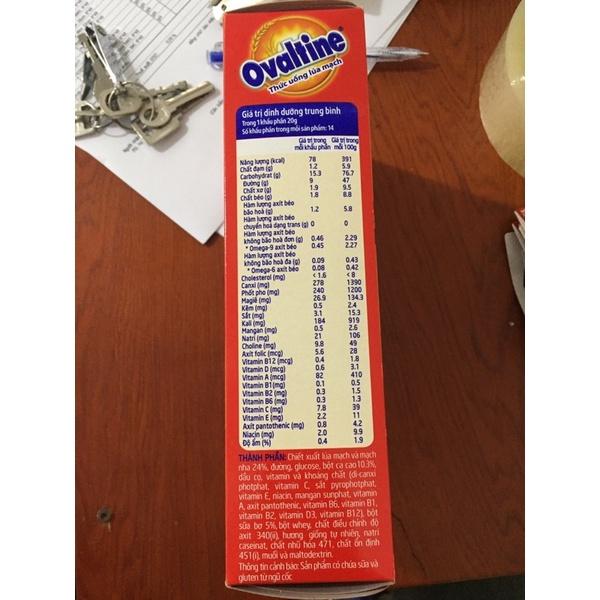 Ovaltine
Thức uống lúa mạch
Giá trị dinh dưỡng trung bình
Trong 1 khẩu phần 20g
Số khẩu phần trong mỗi sản phẩm: 14
Giá trị trong mỗi khẩu phần Giá trị trong mỗi 100g
Năng lượng (kcal) 78 391
Chất đạm (g) 1.2 5.9
Carbohydrat (g) 15.3 76.7
Đường (g) 9 47
Chất xơ (g) 1.9 9.5
Chất béo (g) 1.8 8.8
Hàm lượng axit béo
bão hoà (g) 1.2 5.8
Hàm lượng axit béo
chuyển hoá dạng trans (g) 0 0
Hàm lượng axit béo
không bão hoà đơn (g) 0.46 2.29
* Omega-9 axit béo 0.45 2.27
Hàm lượng axit béo
không bão hoà đa (g) 0.09 0.43
* Omega-6 axit béo 0.08 0.42
Cholesterol (mg) < 1.6 < 8
Canxi (mg) 278 1390
Phốt pho (mg) 240 1200
Magiê (mg) 26.9 134.3
Kẽm (mg) 0.5 2.4
Sắt (mg) 3.1 15.3
Kali (mg) 184 919
Mangan (mg) 0.5 2.6
Natri (mg) 21 106
Choline (mg) 9.8 49
Axit folic (mcg) 5.6 28
Vitamin B12 (mcg) 0.4 1.8
Vitamin D (mcg) 0.6 3.1
Vitamin A (mcg) 82 410
Vitamin B1(mg) 0.1 0.5
Vitamin B2 (mg) 0.3 1.5
Vitamin B6 (mg) 0.3 1.3
Vitamin C (mg) 7.8 39
Vitamin E (mg) 2.2 11
Axit pantothenic (mg) 0.8 4.2
Niacin (mg) 2.0 9.9
Độ ẩm (%) 0.4 1.9
THÀNH PHẦN: Chiết xuất lúa mạch và mạch
nha 24%, đường, glucose, bột ca cao 10.3%,
dầu cọ, vitamin và khoáng chất (di-canxi
photphat, vitamin C, sắt pyrophotphat,
vitamin E, niacin, mangan sunphat, vitamin
A, axit pantothenic, vitamin B6, vitamin B1,
vitamin B2, vitamin D3, vitamin B12), bột
sữa bơ 5%, bột whey, chất điều chỉnh độ
axit 340(ii), hương giống tự nhiên, natri
caseinat, chất nhũ hóa 471, chất ổn định
451(i), muối và maltodextrin.
Thông tin cảnh báo: Sản phẩm có chứa sữa và
gluten từ ngũ cốc